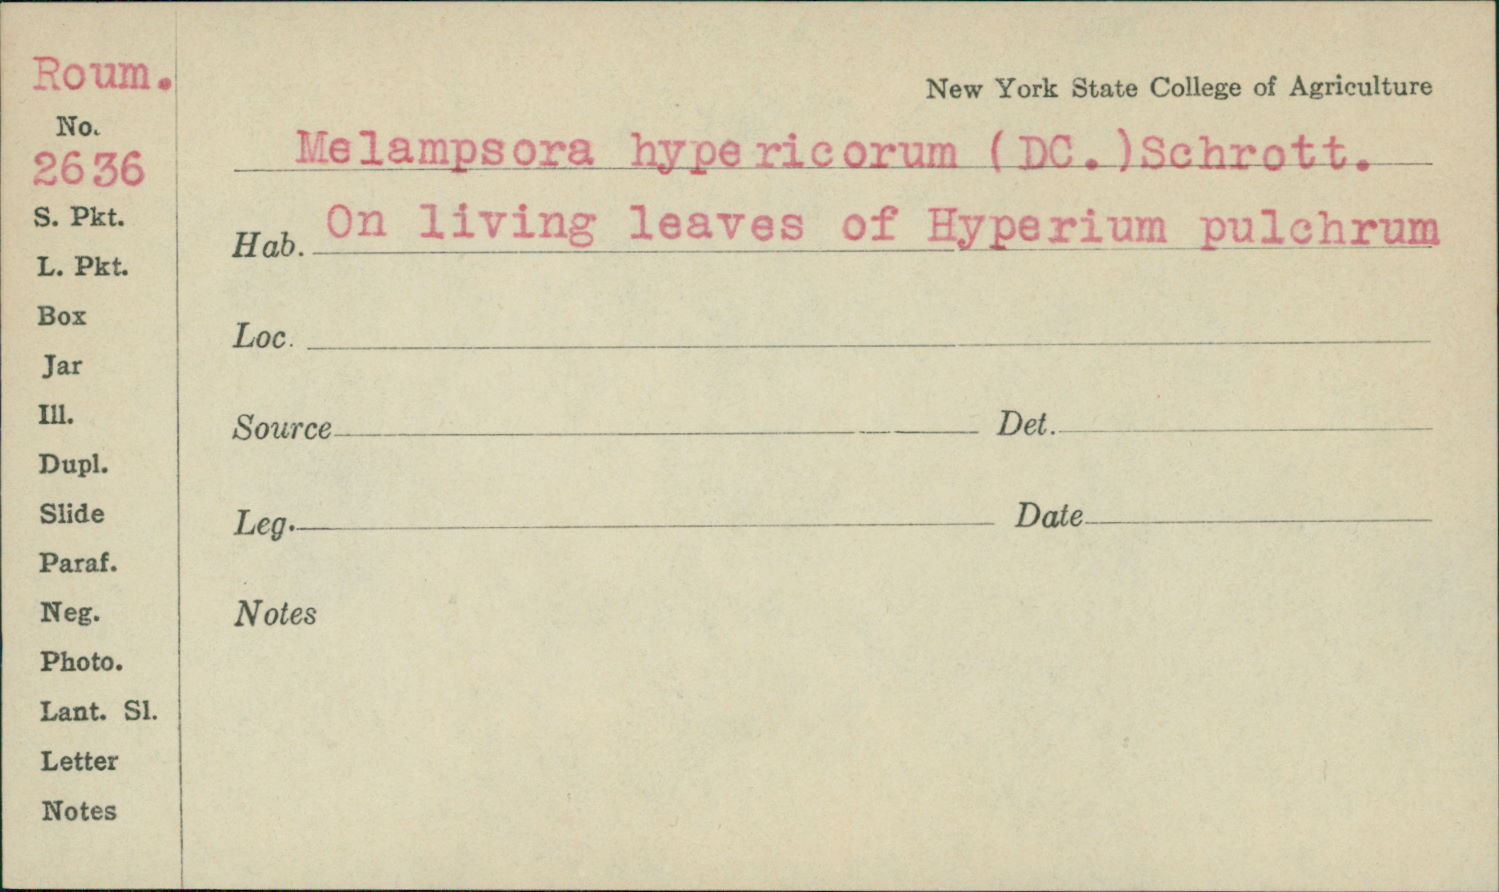 Roum.
New York State College of Agriculture
No.
Melampsora hypericorum (DC.)Schrott.
2636
S. Pkt.
Hab. On living leaves of Hyperium pulchrum
L. Pkt.
Box
Loc.
Jar
Ill.
Source Det.
Dupl.
Slide
Leg. Date
Paraf.
Neg.
Notes
Photo.
Lant. Sl.
Letter
Notes